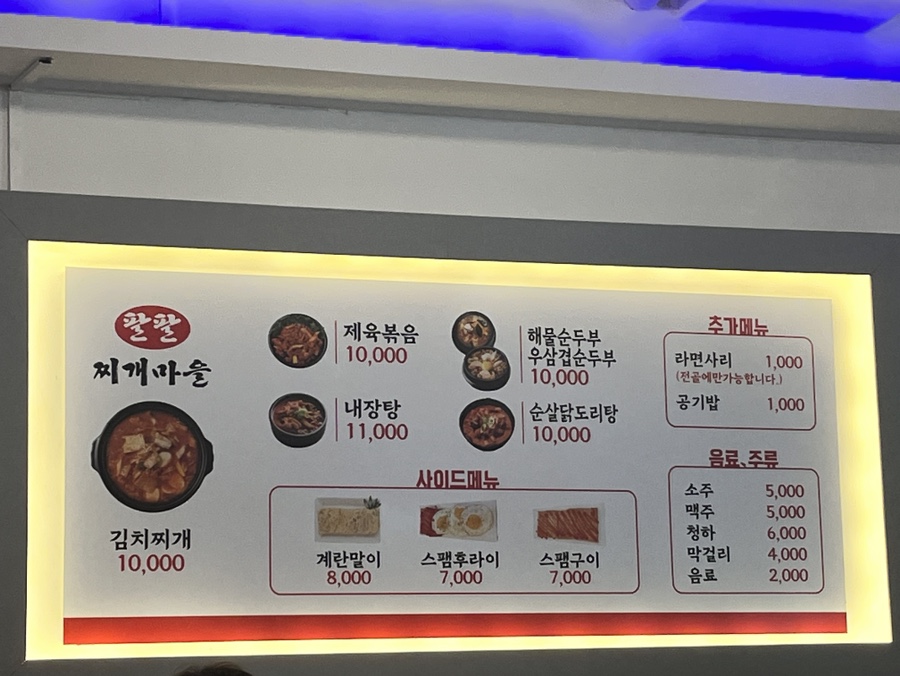 팔팔
찌개마을
김치찌개
10,000
제육볶음
10,000
해물순두부
우삼겹순두부
10,000
내장탕
11,000
순살닭도리탕
10,000
사이드메뉴
계란말이
8,000
스팸후라이
7,000
스팸구이
7,000
추가메뉴
라면사리 1,000
(전골에만가능합니다.)
공기밥 1,000
음료, 주류
소주 5,000
맥주 5,000
청하 6,000
막걸리 4,000
음료 2,000